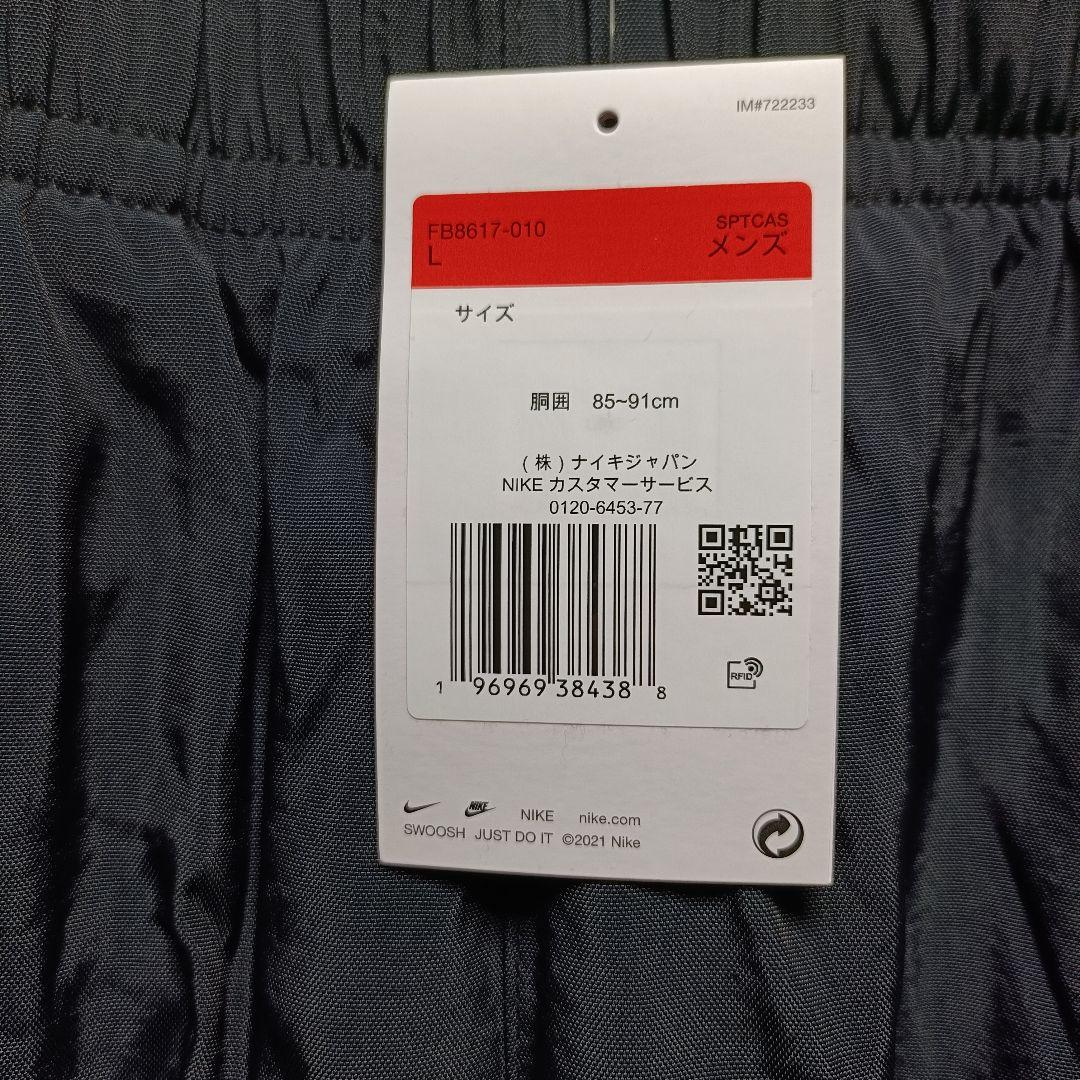 IM#722233
FB8617-010 SPTCAS
L メンズ
サイズ
胴囲 85~91cm
(株)ナイキジャパン
NIKE カスタマーサービス
0120-6453-77
1 96969 38438 8
RFID
NIKE NIKE nike.com
SWOOSH JUST DO IT ©2021 Nike